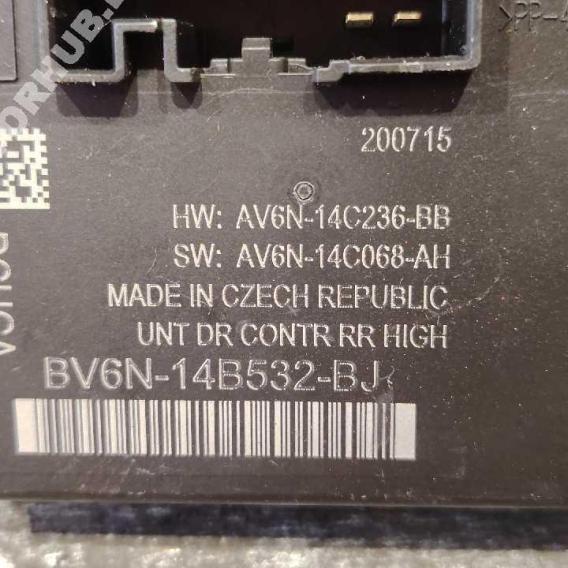 >PP-
200715
HW: AV6N-14C236-BB
SW: AV6N-14C068-AH
MADE IN CZECH REPUBLIC
UNT DR CONTR RR HIGH
BV6N-14B532-BJ